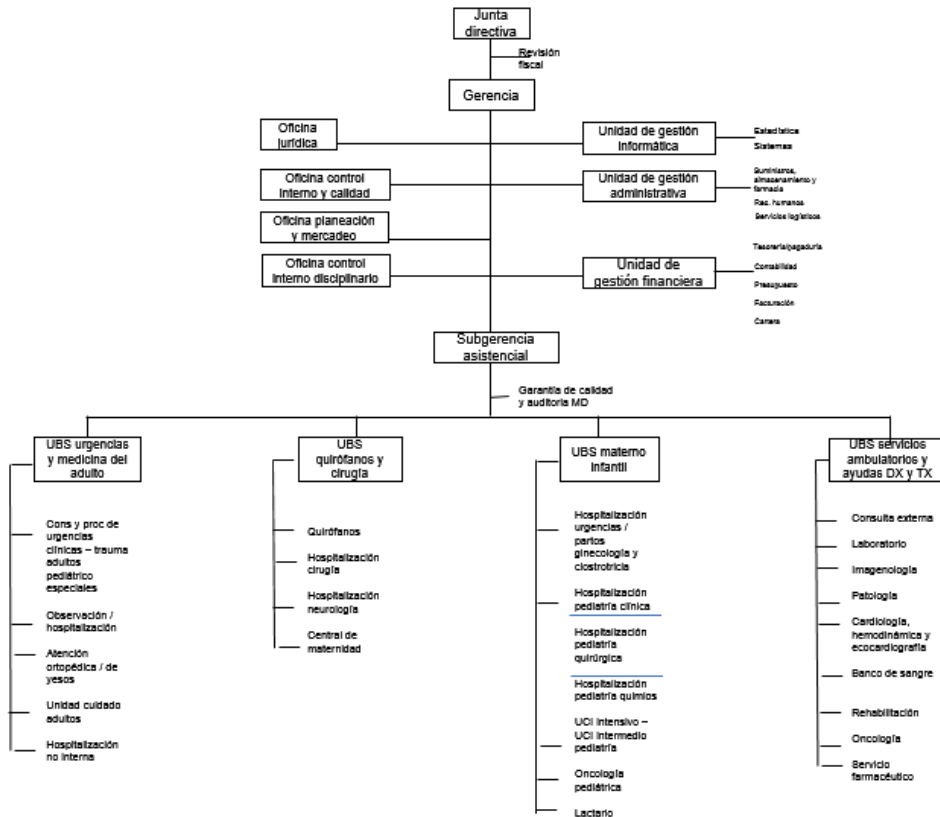 Junta
directiva
Revisión
fiscal
Gerencia
Oficina
jurídica
Unidad de gestión
informática
Estadística
Sistemas
Oficina control
interno y calidad
Unidad de gestión
administrativa
Suministros,
almacenamiento y
farmacia
Rec. humanos
Servicios logísticos
Oficina planeación
y mercadeo
Oficina control
interno disciplinario
Unidad de
gestión financiera
Tesorería/pagaduría
Contabilidad
Presupuesto
Facturación
Cartera
Subgerencia
asistencial
Garantía de calidad
y auditoria MD
UBS urgencias
y medicina del
adulto
Cons y proc de
urgencias
clínicas – trauma
adultos
pediátrico
especiales
Observación /
hospitalización
Atención
ortopédica / de
yesos
Unidad cuidado
adultos
Hospitalización
no interna
UBS
quirófanos y
cirugía
Quirófanos
Hospitalización
cirugía
Hospitalización
neurología
Central de
maternidad
UBS materno
infantil
Hospitalización
urgencias /
partos
ginecología y
clostrotricia
Hospitalización
pediatría clínica
Hospitalización
pediatría
quirúrgica
Hospitalización
pediatría quimios
UCI intensivo –
UCI intermedio
pediatría
Oncología
pediátrica
Lactario
UBS servicios
ambulatorios y
ayudas DX y TX
Consulta externa
Laboratorio
Imagenología
Patología
Cardiología,
hemodinámica y
ecocardiografía
Banco de sangre
Rehabilitación
Oncología
Servicio
farmacéutico